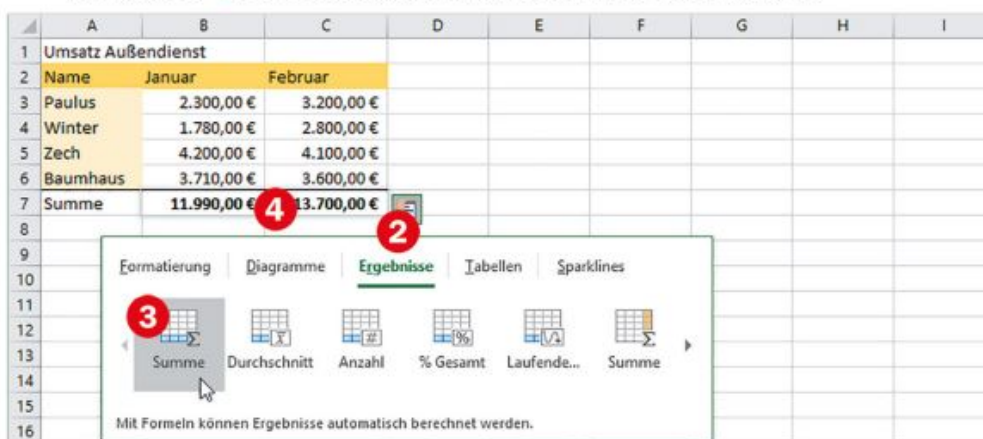 A B C D E F G H I
1 Umsatz Außendienst
2 Name Januar Februar
3 Paulus 2.300,00 € 3.200,00 €
4 Winter 1.780,00 € 2.800,00 €
5 Zech 4.200,00 € 4.100,00 €
6 Baumhaus 3.710,00 € 3.600,00 €
7 Summe 11.990,00 € 4 13.700,00 €
8 2
9 Formatierung Diagramme Ergebnisse Tabellen Sparklines
10
11
12 3
13 Summe Durchschnitt Anzahl % Gesamt Laufende... Summe
14
15
16 Mit Formeln können Ergebnisse automatisch berechnet werden.